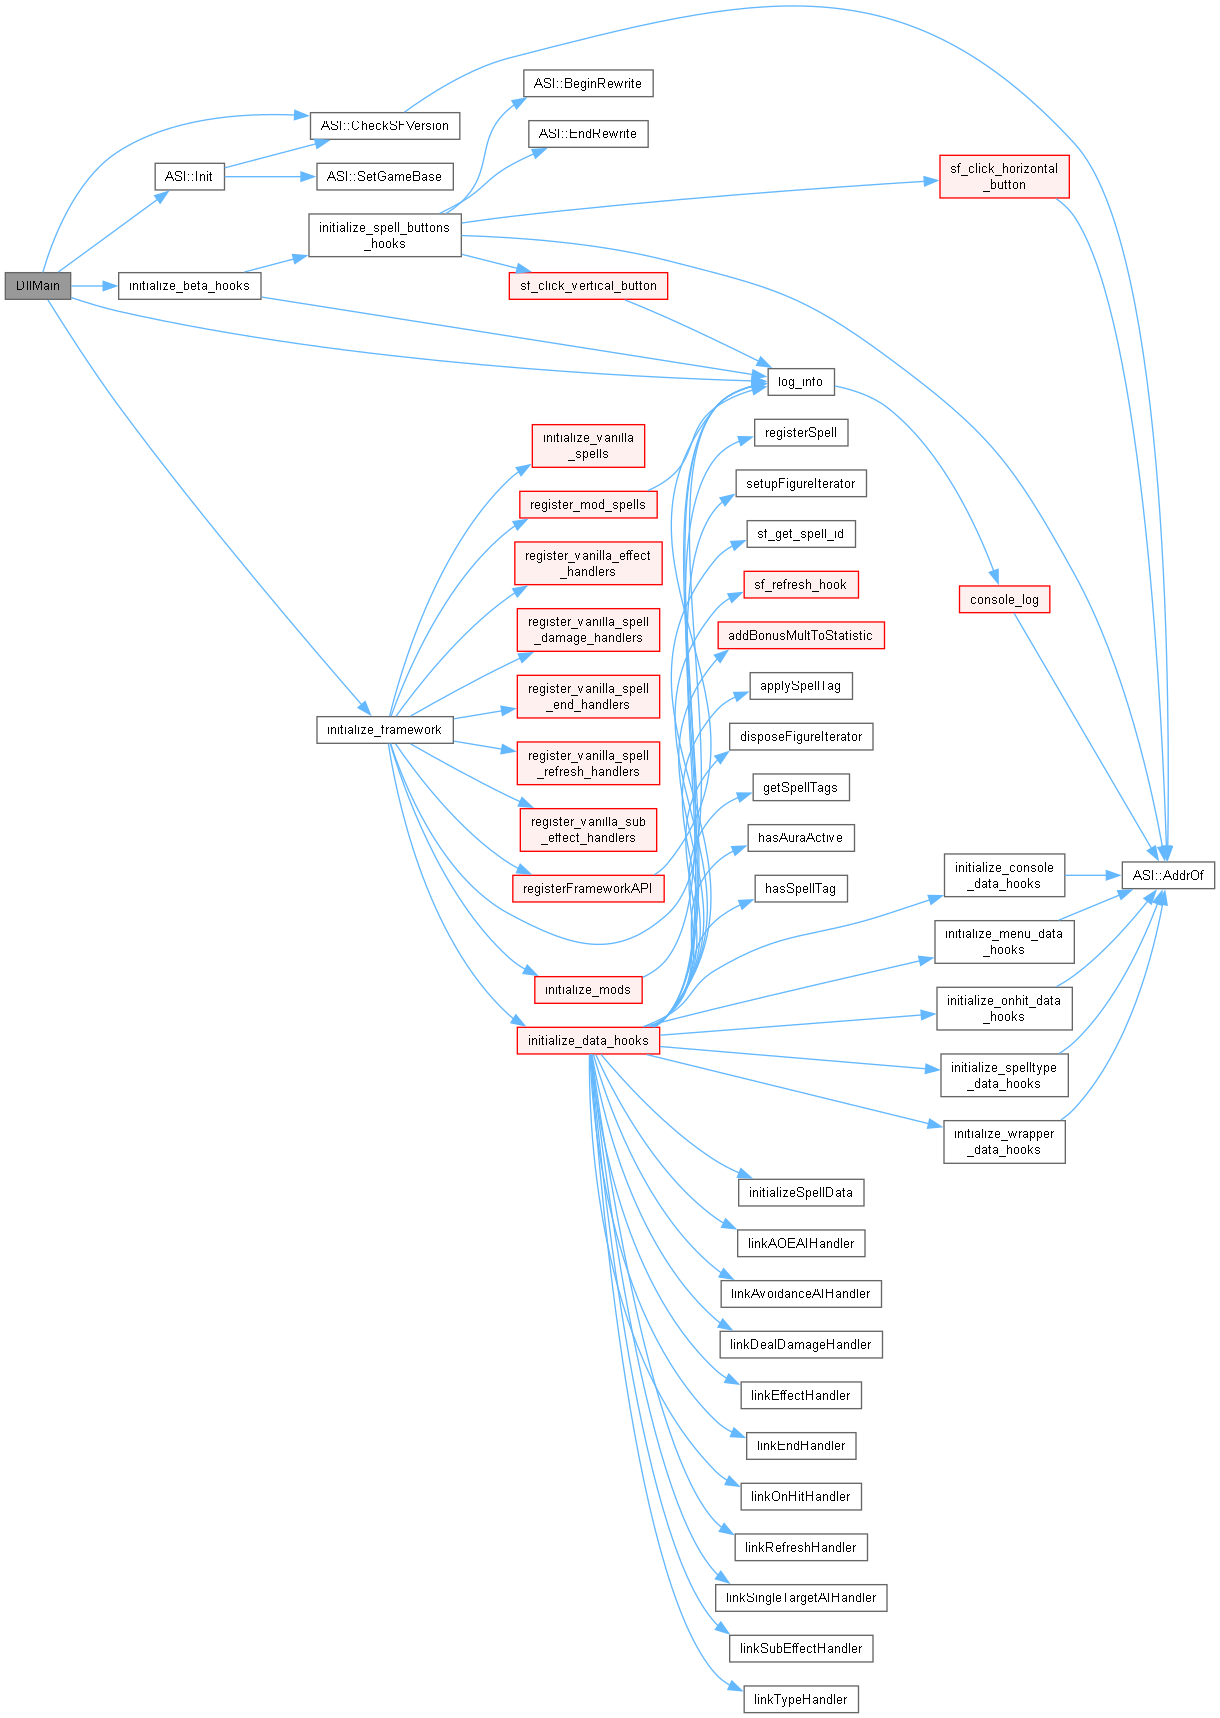 ASI::BeginRewrite
ASI::CheckSFVersion
ASI::EndRewrite
ASI::Init
ASI::SetGameBase
sf_click_horizontal
_button
initialize_spell_buttons
_hooks
DllMain
initialize_beta_hooks
sf_click_vertical_button
log_info
initialize_vanilla
_spells
registerSpell
setupFigureIterator
register_mod_spells
sf_get_spell_id
register_vanilla_effect
_handlers
sf_refresh_hook
console_log
register_vanilla_spell
_damage_handlers
addBonusMultToStatistic
register_vanilla_spell
_end_handlers
applySpellTag
initialize_framework
disposeFigureIterator
register_vanilla_spell
_refresh_handlers
getSpellTags
register_vanilla_sub
_effect_handlers
hasAuraActive
registerFrameworkAPI
hasSpellTag
initialize_console
_data_hooks
ASI::AddrOf
initialize_menu_data
_hooks
initialize_mods
initialize_onhit_data
_hooks
initialize_data_hooks
initialize_spelltype
_data_hooks
initialize_wrapper
_data_hooks
initializeSpellData
linkAOEAIHandler
linkAvoidanceAIHandler
linkDealDamageHandler
linkEffectHandler
linkEndHandler
linkOnHitHandler
linkRefreshHandler
linkSingleTargetAIHandler
linkSubEffectHandler
linkTypeHandler